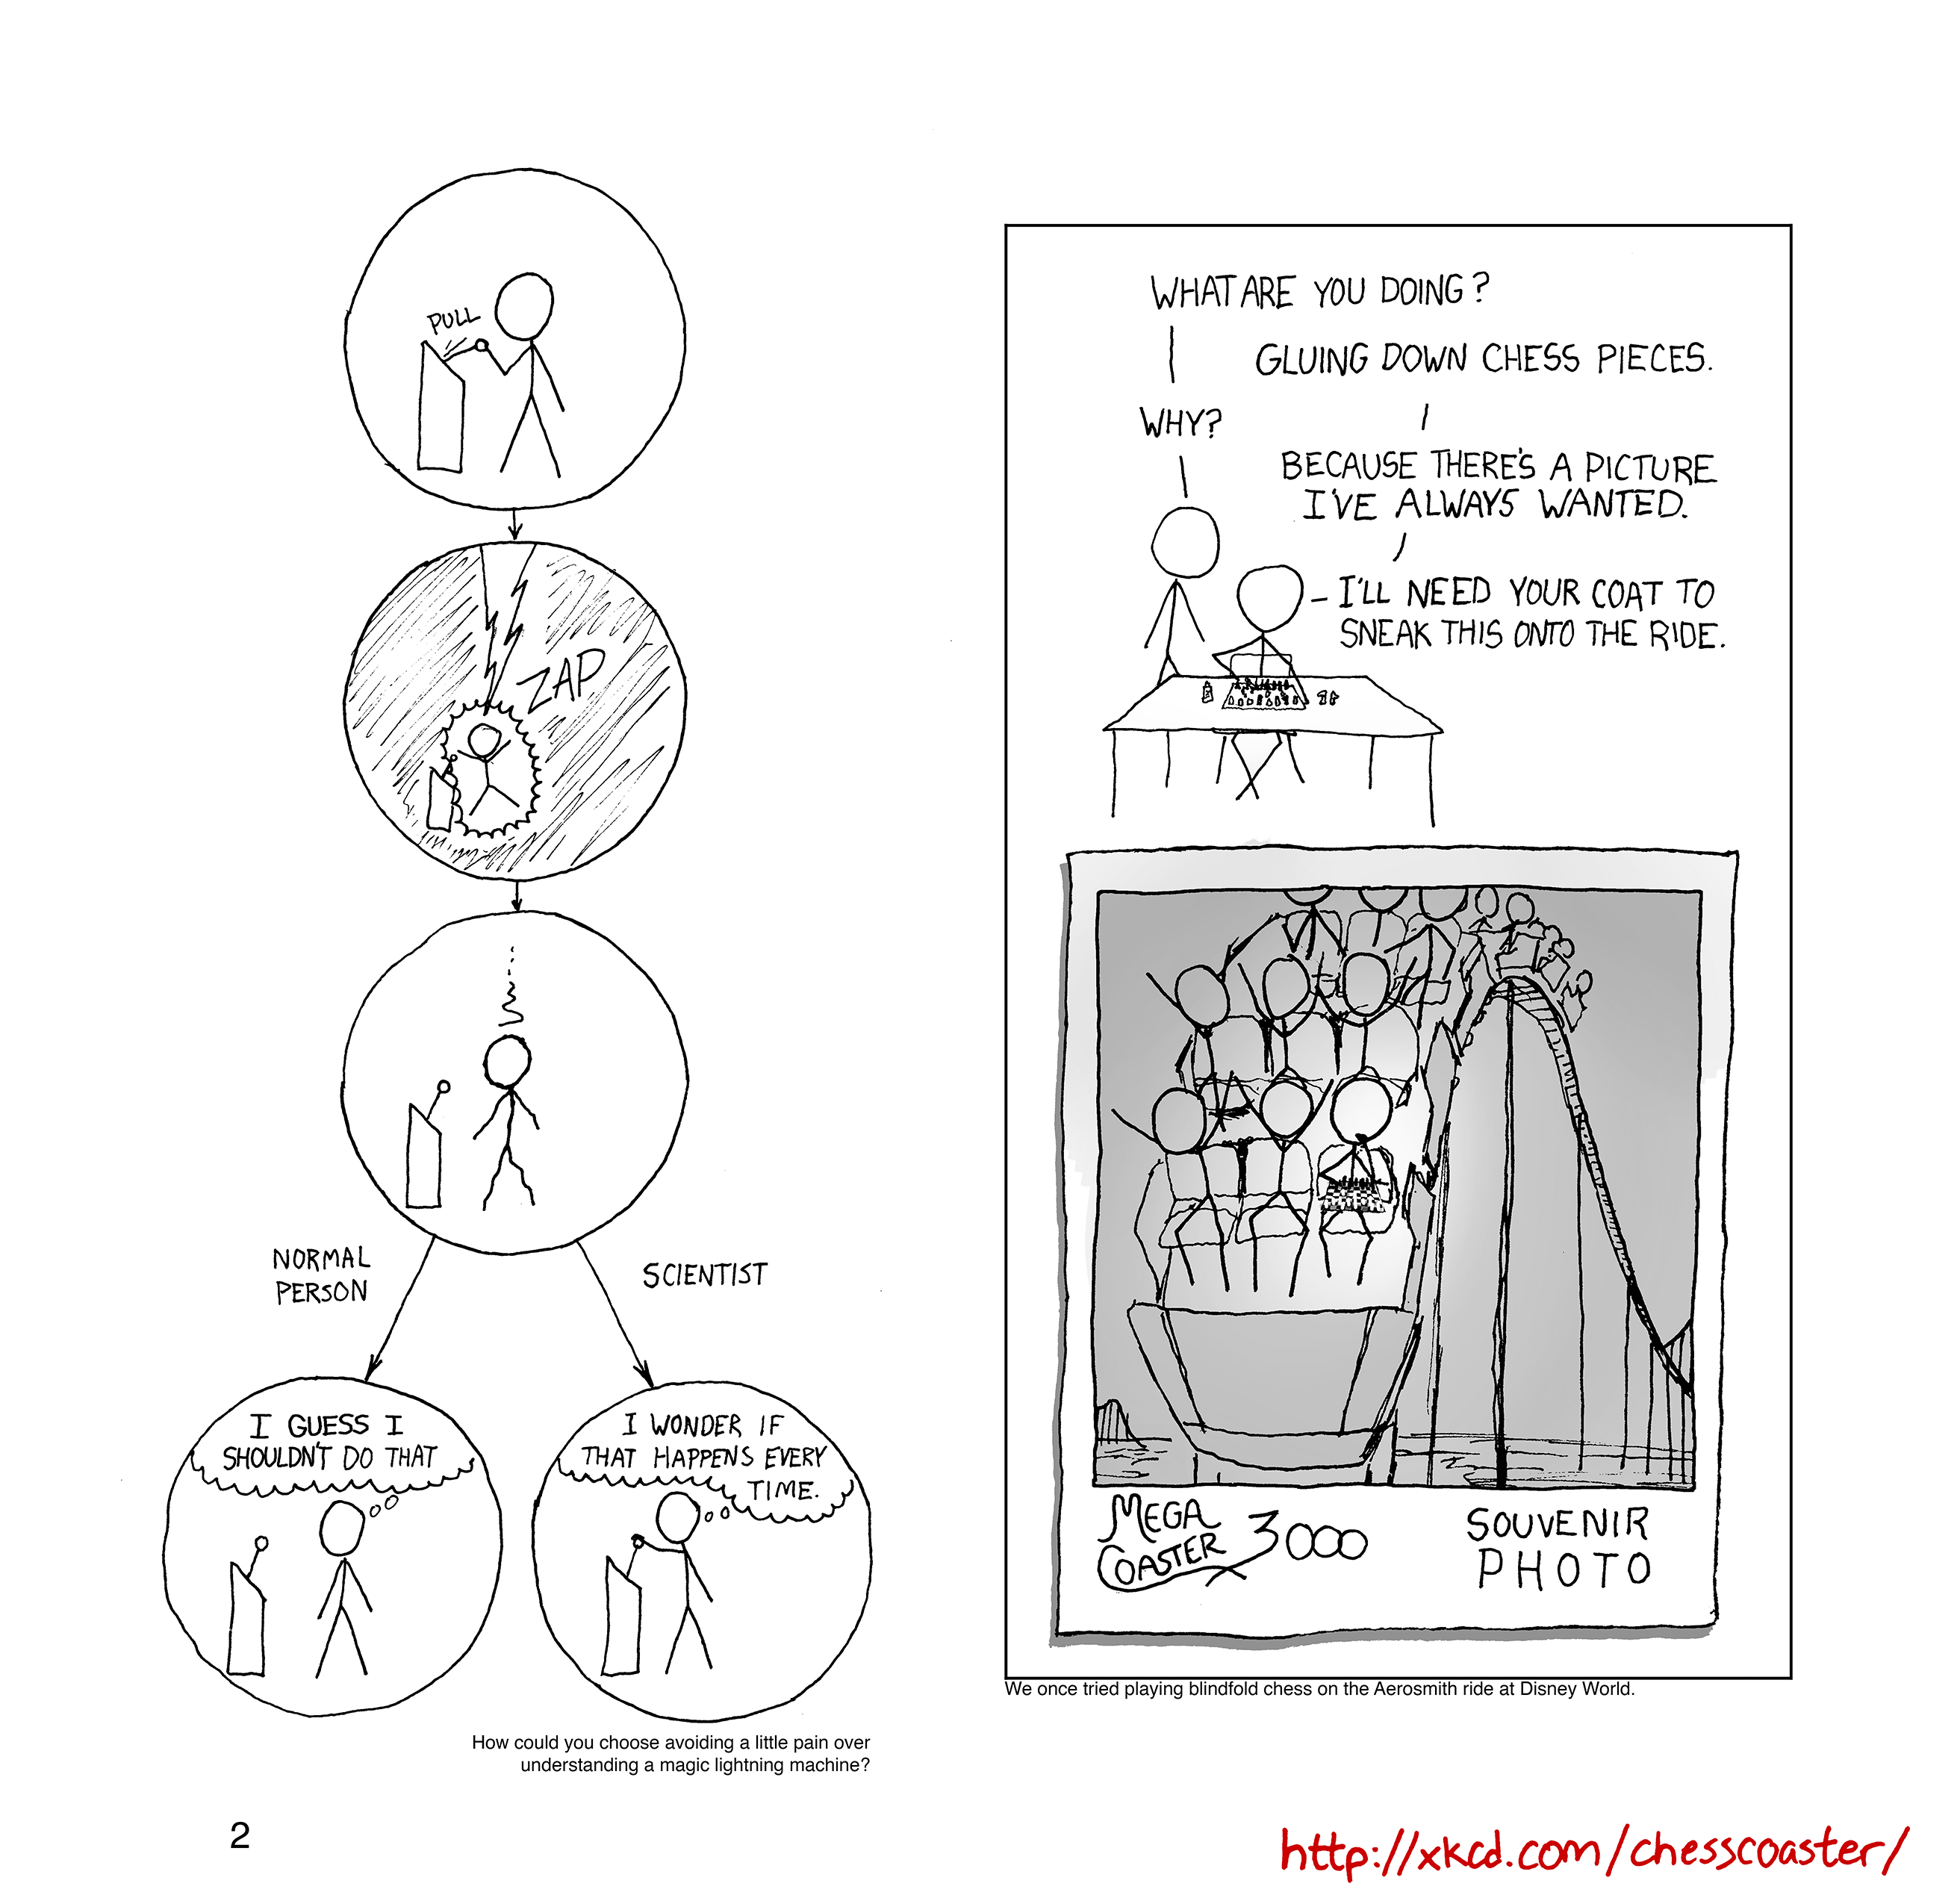 PULL
ZAP
NORMAL
PERSON
SCIENTIST
I GUESS I
SHOULDN'T DO THAT
I WONDER IF
THAT HAPPENS EVERY
TIME.
How could you choose avoiding a little pain over
understanding a magic lightning machine?
2
WHAT ARE YOU DOING?
GLUING DOWN CHESS PIECES.
WHY?
BECAUSE THERE'S A PICTURE
I'VE ALWAYS WANTED.
I'LL NEED YOUR COAT TO
SNEAK THIS ONTO THE RIDE.
MEGA
COASTER 3000
SOUVENIR
PHOTO
We once tried playing blindfold chess on the Aerosmith ride at Disney World.
http://xkcd.com/chesscoaster/